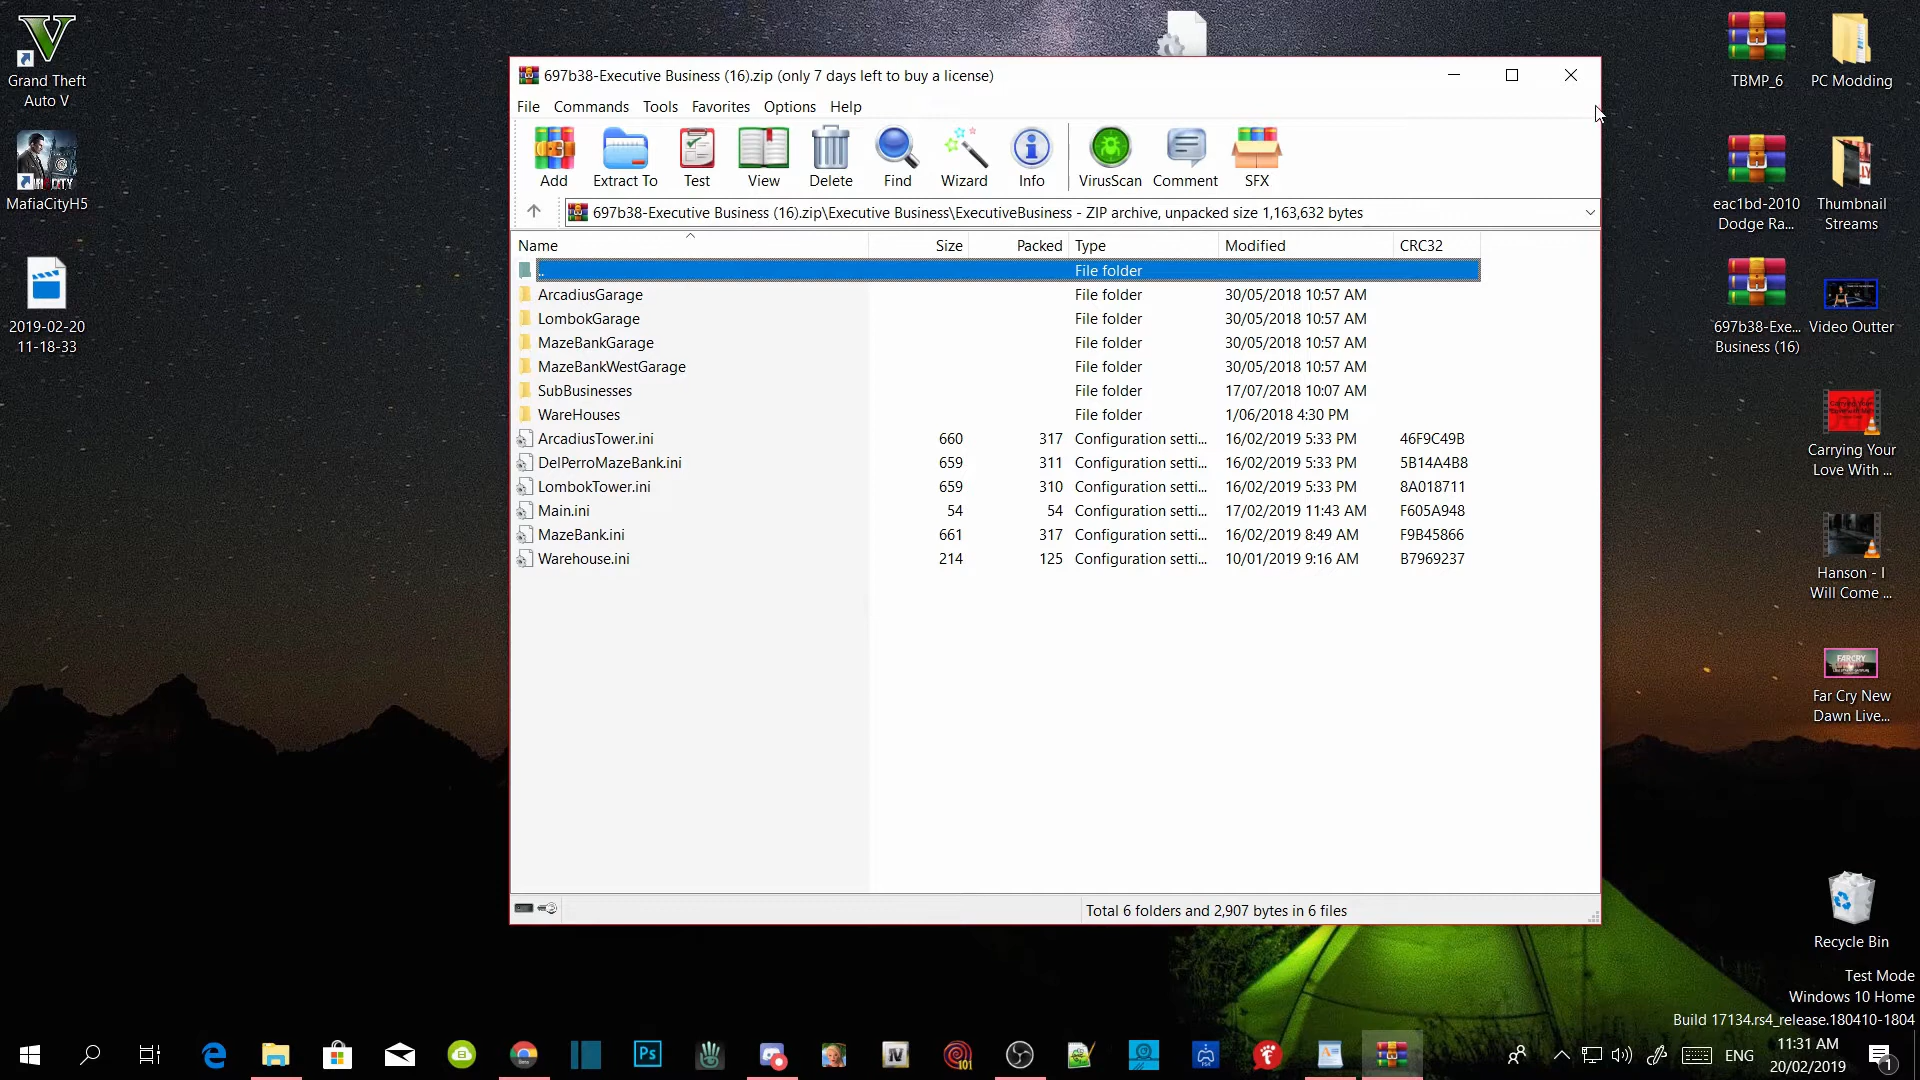 Grand Theft
Auto V
MafiaCityH5
2019-02-20
11-18-33
697b38-Executive Business (16).zip (only 7 days left to buy a license)
File Commands Tools Favorites Options Help
Add Extract To Test View Delete Find Wizard Info VirusScan Comment SFX
697b38-Executive Business (16).zip\Executive Business\ExecutiveBusiness - ZIP archive, unpacked size 1,163,632 bytes
Name Size Packed Type Modified CRC32
.. File folder
ArcadiusGarage File folder 30/05/2018 10:57 AM
LombokGarage File folder 30/05/2018 10:57 AM
MazeBankGarage File folder 30/05/2018 10:57 AM
MazeBankWestGarage File folder 30/05/2018 10:57 AM
SubBusinesses File folder 17/07/2018 10:07 AM
WareHouses File folder 1/06/2018 4:30 PM
ArcadiusTower.ini 660 317 Configuration setti... 16/02/2019 5:33 PM 46F9C49B
DelPerroMazeBank.ini 659 311 Configuration setti... 16/02/2019 5:33 PM 5B14A4B8
LombokTower.ini 659 310 Configuration setti... 16/02/2019 5:33 PM 8A018711
Main.ini 54 54 Configuration setti... 17/02/2019 11:43 AM F605A948
MazeBank.ini 661 317 Configuration setti... 16/02/2019 8:49 AM F9B45866
Warehouse.ini 214 125 Configuration setti... 10/01/2019 9:16 AM B7969237
Total 6 folders and 2,907 bytes in 6 files
TBMP_6
PC Modding
eac1bd-2010
Dodge Ra...
Thumbnail
Streams
697b38-Exe...
Business (16)
Video Outter
Carrying Your
Love With ...
Hanson - I
Will Come ...
FARCRY
Far Cry New
Dawn Live...
Recycle Bin
Test Mode
Windows 10 Home
Build 17134.rs4_release.180410-1804
Ps
IV
101
ENG
11:31 AM
20/02/2019
1